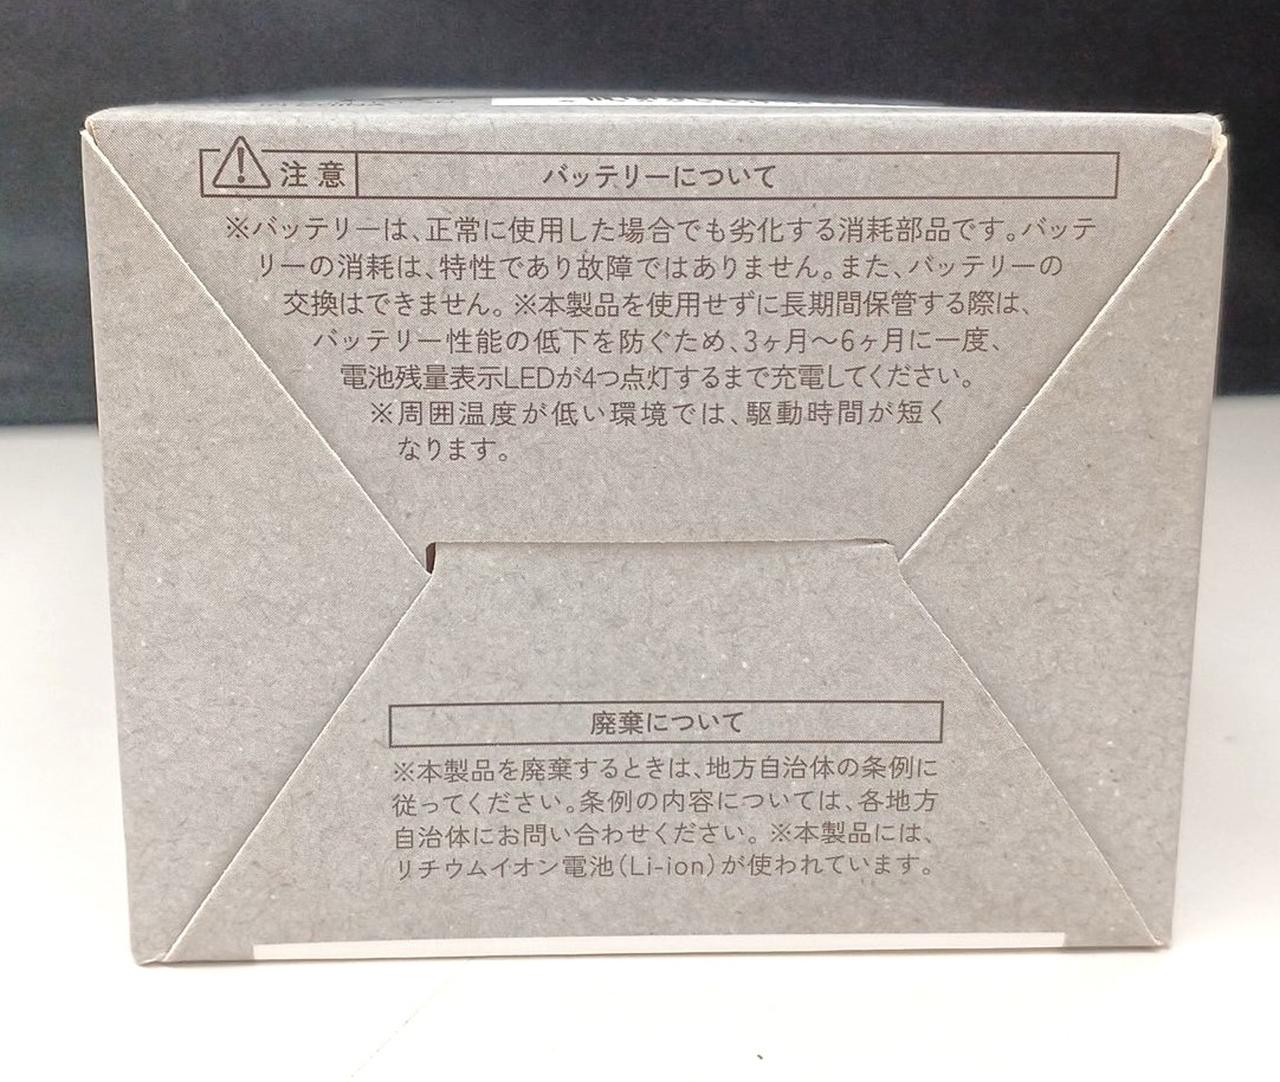 注意 バッテリーについて
※バッテリーは、正常に使用した場合でも劣化する消耗部品です。バッテ
リーの消耗は、特性であり故障ではありません。また、バッテリーの
交換はできません。※本製品を使用せずに長期間保管する際は、
バッテリー性能の低下を防ぐため、3ヶ月〜6ヶ月に一度、
電池残量表示LEDが4つ点灯するまで充電してください。
※周囲温度が低い環境では、駆動時間が短く
なります。
廃棄について
※本製品を廃棄するときは、地方自治体の条例に
従ってください。条例の内容については、各地方
自治体にお問い合わせください。※本製品には、
リチウムイオン電池(Li-ion)が使われています。